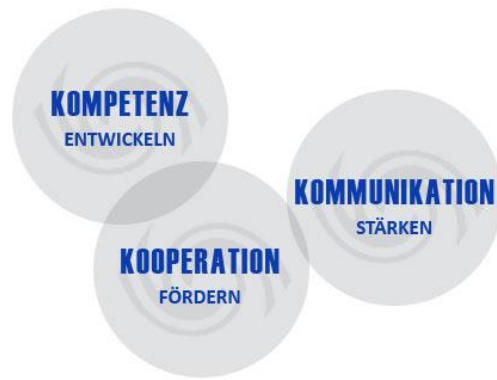 KOMPETENZ
ENTWICKELN
KOMMUNIKATION
STÄRKEN
KOOPERATION
FÖRDERN